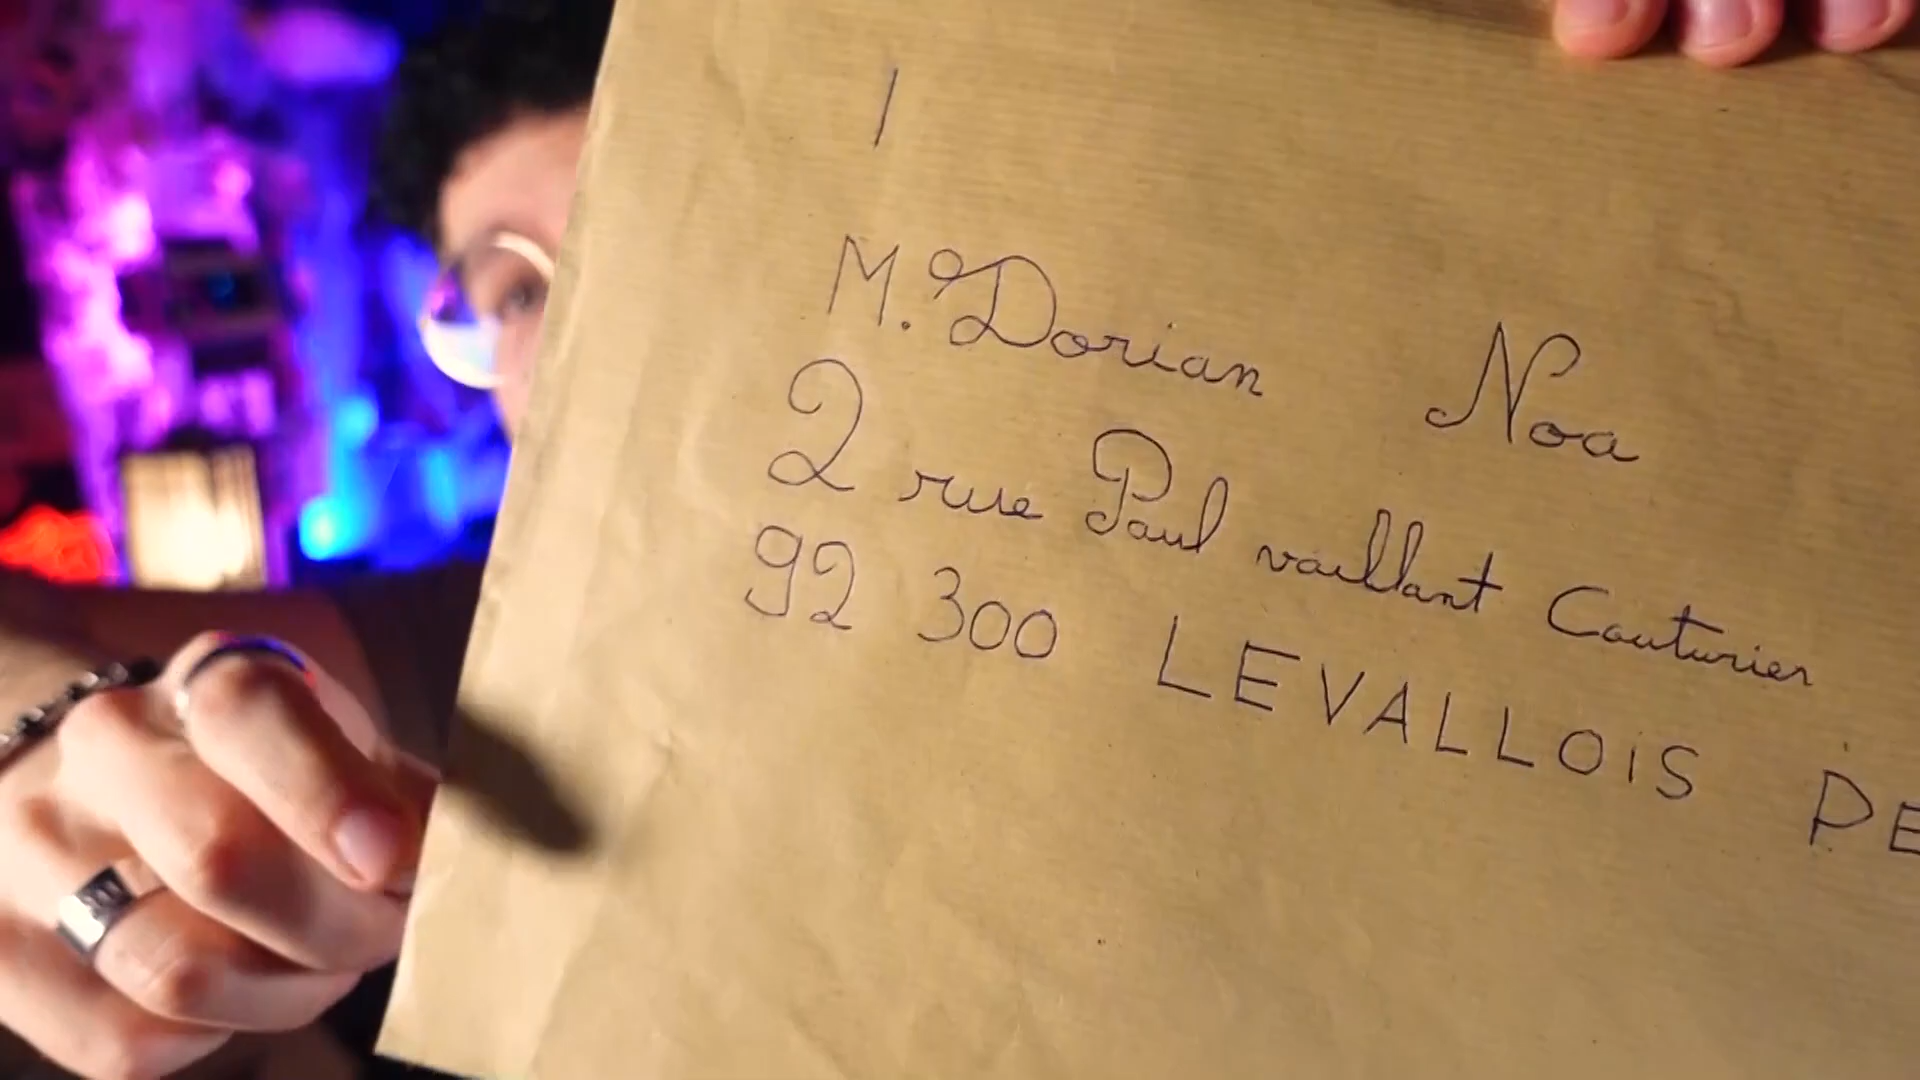 M. Dorian Noa
2 rue Paul vaillant Couturier
92 300 LEVALLOIS PE